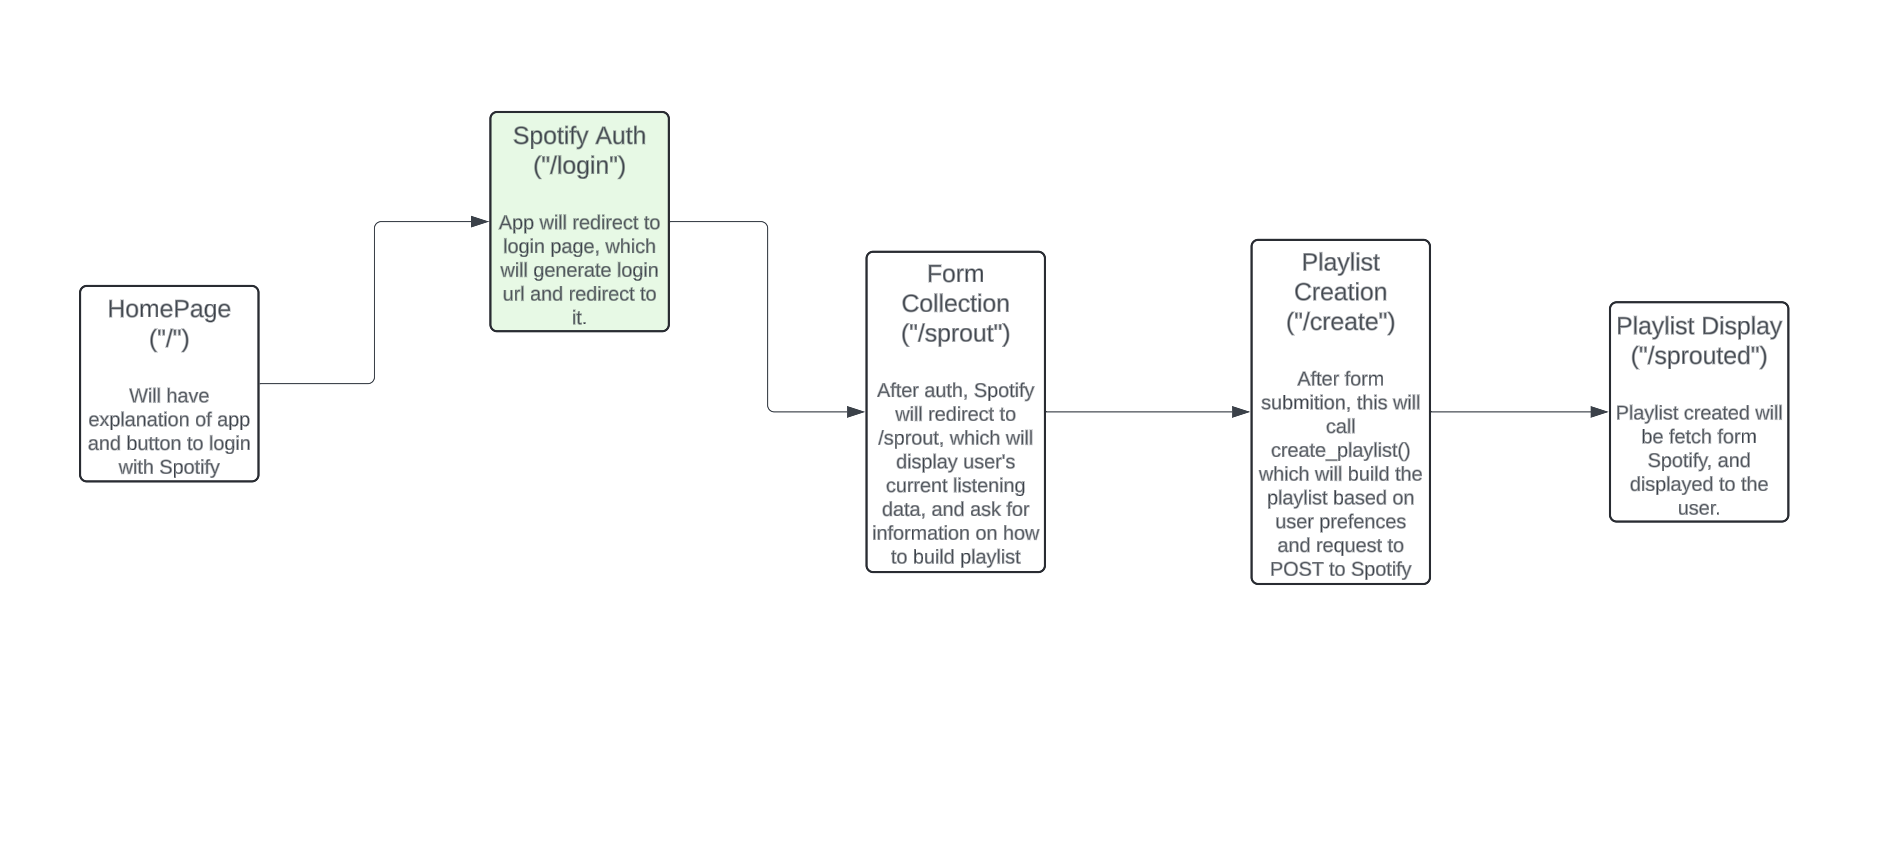 HomePage
("/")
Will have
explanation of app
and button to login
with Spotify
Spotify Auth
("/login")
App will redirect to
login page, which
will generate login
url and redirect to
it.
Form
Collection
("/sprout")
After auth, Spotify
will redirect to
/sprout, which will
display user's
current listening
data, and ask for
information on how
to build playlist
Playlist
Creation
("/create")
After form
submition, this will
call
create_playlist()
which will build the
playlist based on
user prefences
and request to
POST to Spotify
Playlist Display
("/sprouted")
Playlist created will
be fetch form
Spotify, and
displayed to the
user.